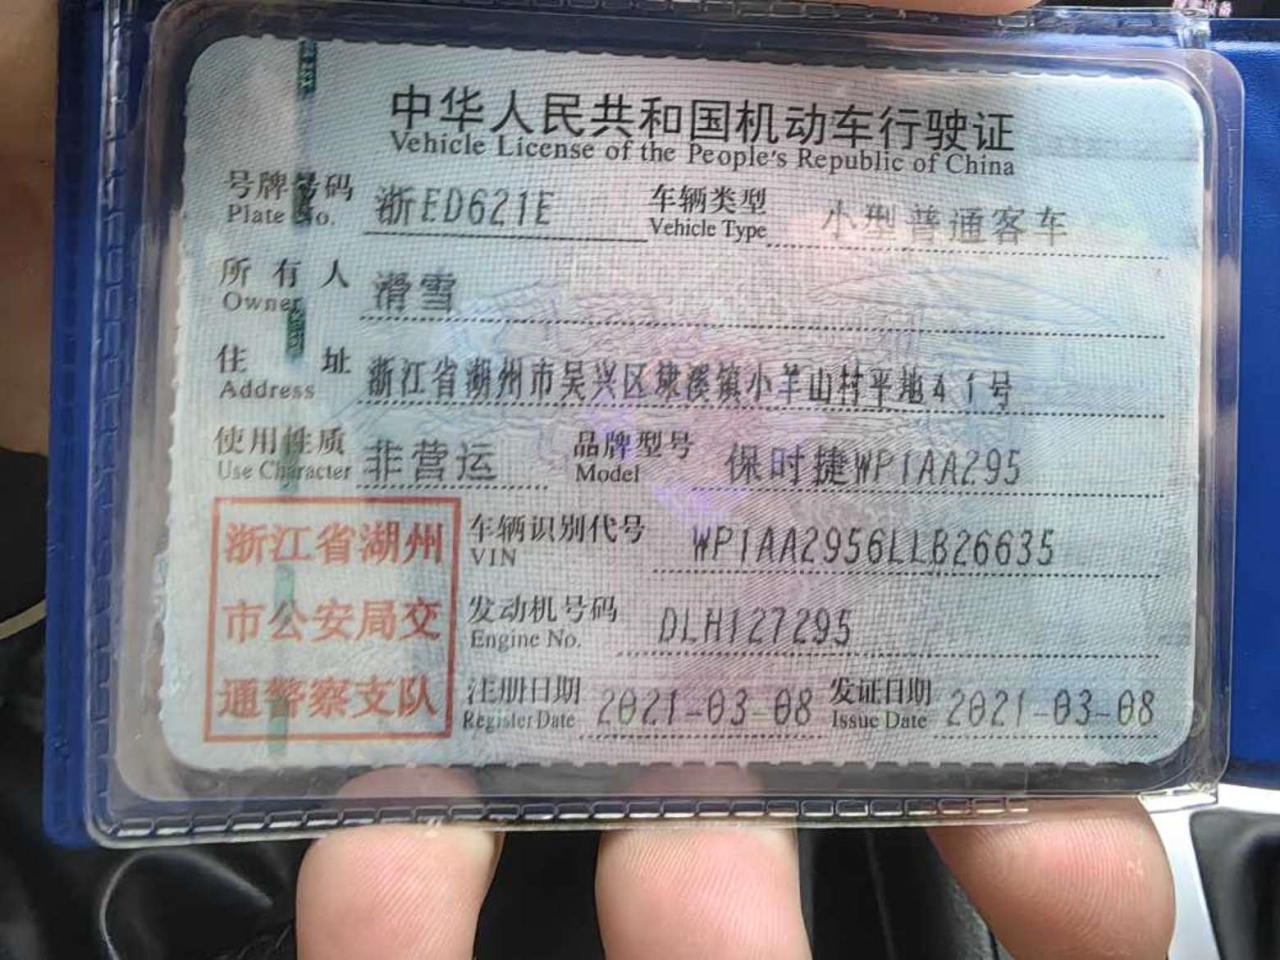 中华人民共和国机动车行驶证
Vehicle License of the People's Republic of China
号牌号码 浙ED621E 车辆类型 小型普通客车
Plate No. Vehicle Type
所有人 滑雪
Owner
住址 浙江省湖州市吴兴区埭溪镇小羊山村平地41号
Address
使用性质 非营运 品牌型号 保时捷WP1AA295
Use Character Model
车辆识别代号 WP1AA2956LLB26635
VIN
发动机号码 DLH127295
Engine No.
注册日期 2021-03-08 发证日期 2021-03-08
Register Date Issue Date
浙江省湖州
市公安局交
通警察支队